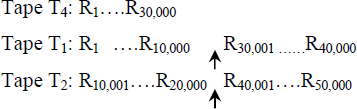 Tape T₄: R₁….R₃₀,₀₀₀
Tape T₁: R₁ ….R₁₀,₀₀₀ R₃₀,₀₀₁ ......R₄₀,₀₀₀
Tape T₂: R₁₀,₀₀₁….R₂₀,₀₀₀ R₄₀,₀₀₁….R₅₀,₀₀₀